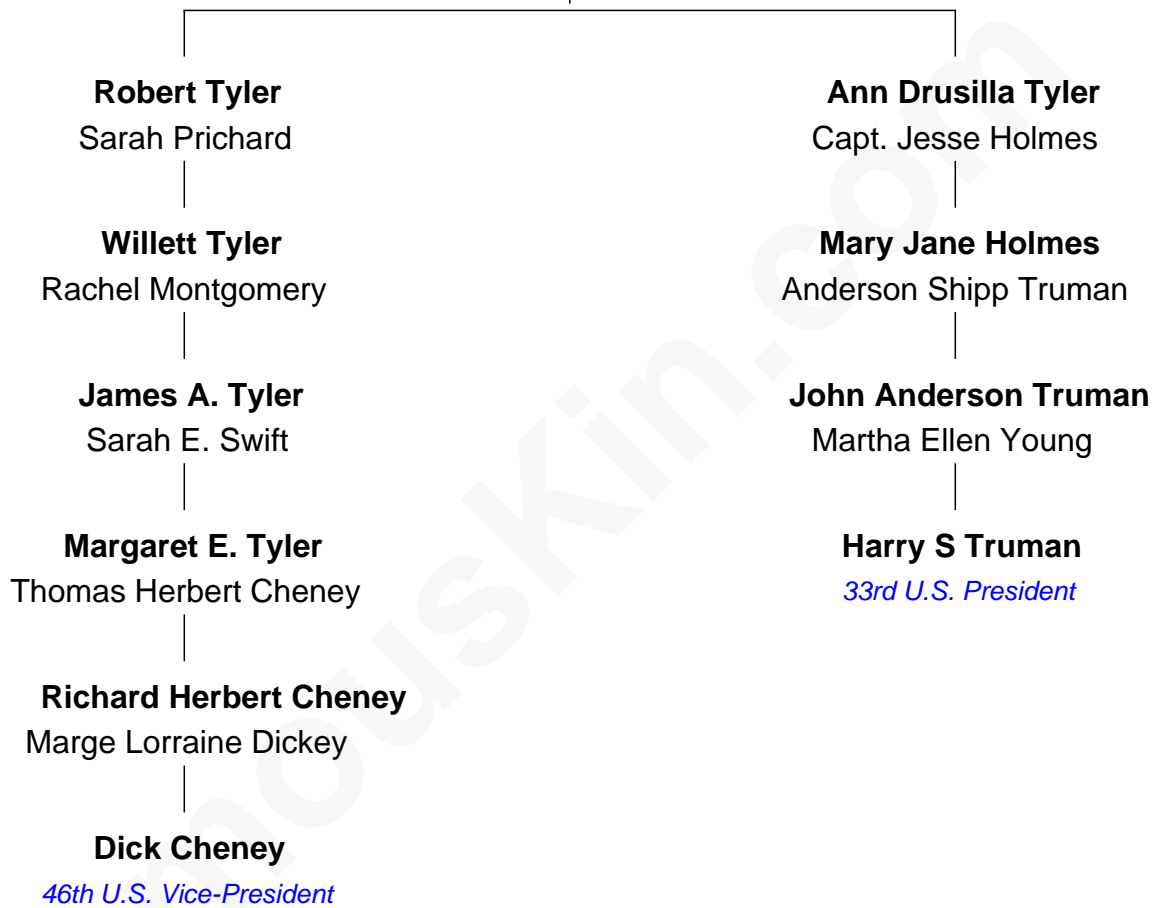 Robert Tyler
Sarah Prichard
Willett Tyler
Rachel Montgomery
James A. Tyler
Sarah E. Swift
Margaret E. Tyler
Thomas Herbert Cheney
Richard Herbert Cheney
Marge Lorraine Dickey
Dick Cheney
46th U.S. Vice-President
Ann Drusilla Tyler
Capt. Jesse Holmes
Mary Jane Holmes
Anderson Shipp Truman
John Anderson Truman
Martha Ellen Young
Harry S Truman
33rd U.S. President
mouskin.com